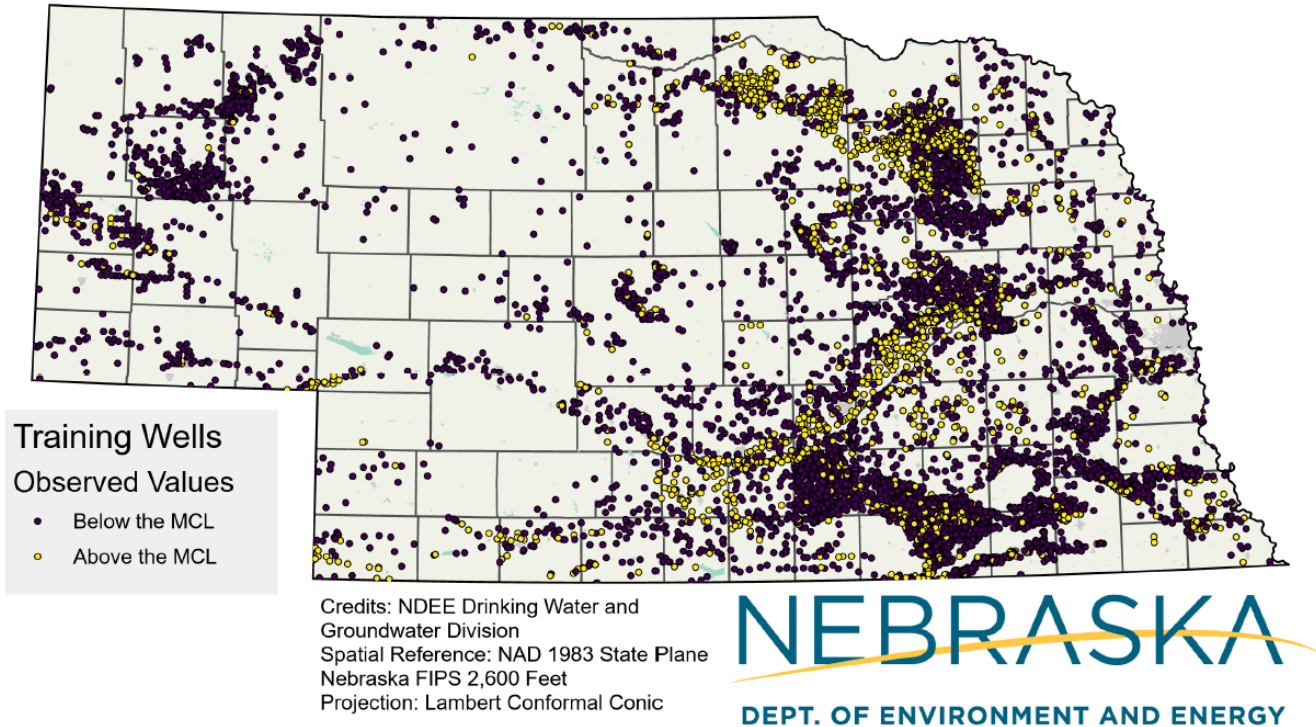 Training Wells
Observed Values
Below the MCL
Above the MCL
Credits: NDEE Drinking Water and
Groundwater Division
Spatial Reference: NAD 1983 State Plane
Nebraska FIPS 2,600 Feet
Projection: Lambert Conformal Conic
NEBRASKA
DEPT. OF ENVIRONMENT AND ENERGY